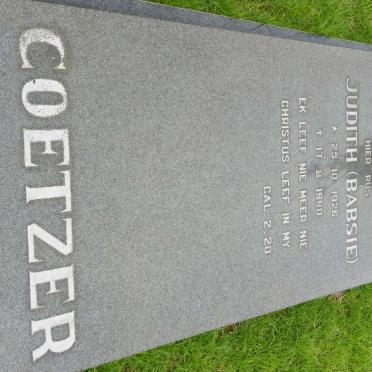 HIER RUS
JUDITH (BABSIE)
★ 25.10.1926
✝ 17.8.1990
EK LEEF NIE MEER NIE
CHRISTUS LEEF IN MY
GAL. 2.20
COETZER